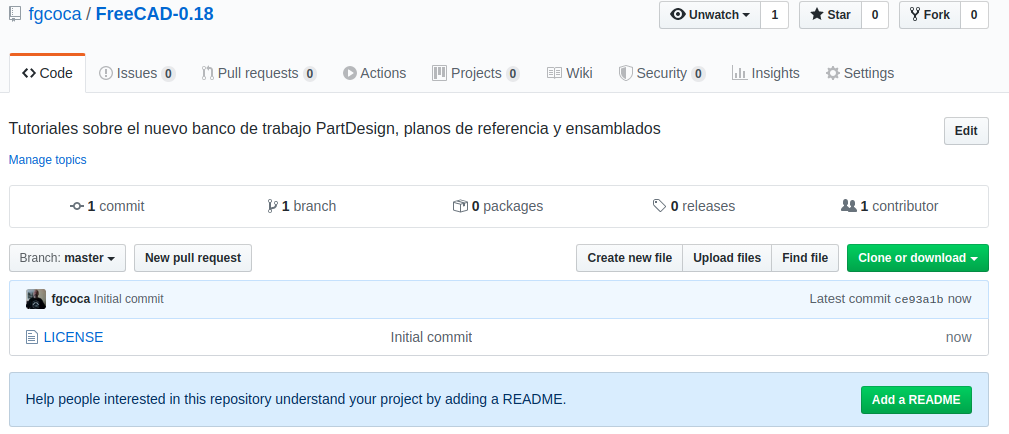 fgcoca / FreeCAD-0.18 Unwatch 1 Star 0 Fork 0
Code Issues 0 Pull requests 0 Actions Projects 0 Wiki Security 0 Insights Settings
Tutoriales sobre el nuevo banco de trabajo PartDesign, planos de referencia y ensamblados Edit
Manage topics
1 commit 1 branch 0 packages 0 releases 1 contributor
Branch: master New pull request Create new file Upload files Find file Clone or download
fgcoca Initial commit Latest commit ce93a1b now
LICENSE Initial commit now
Help people interested in this repository understand your project by adding a README. Add a README